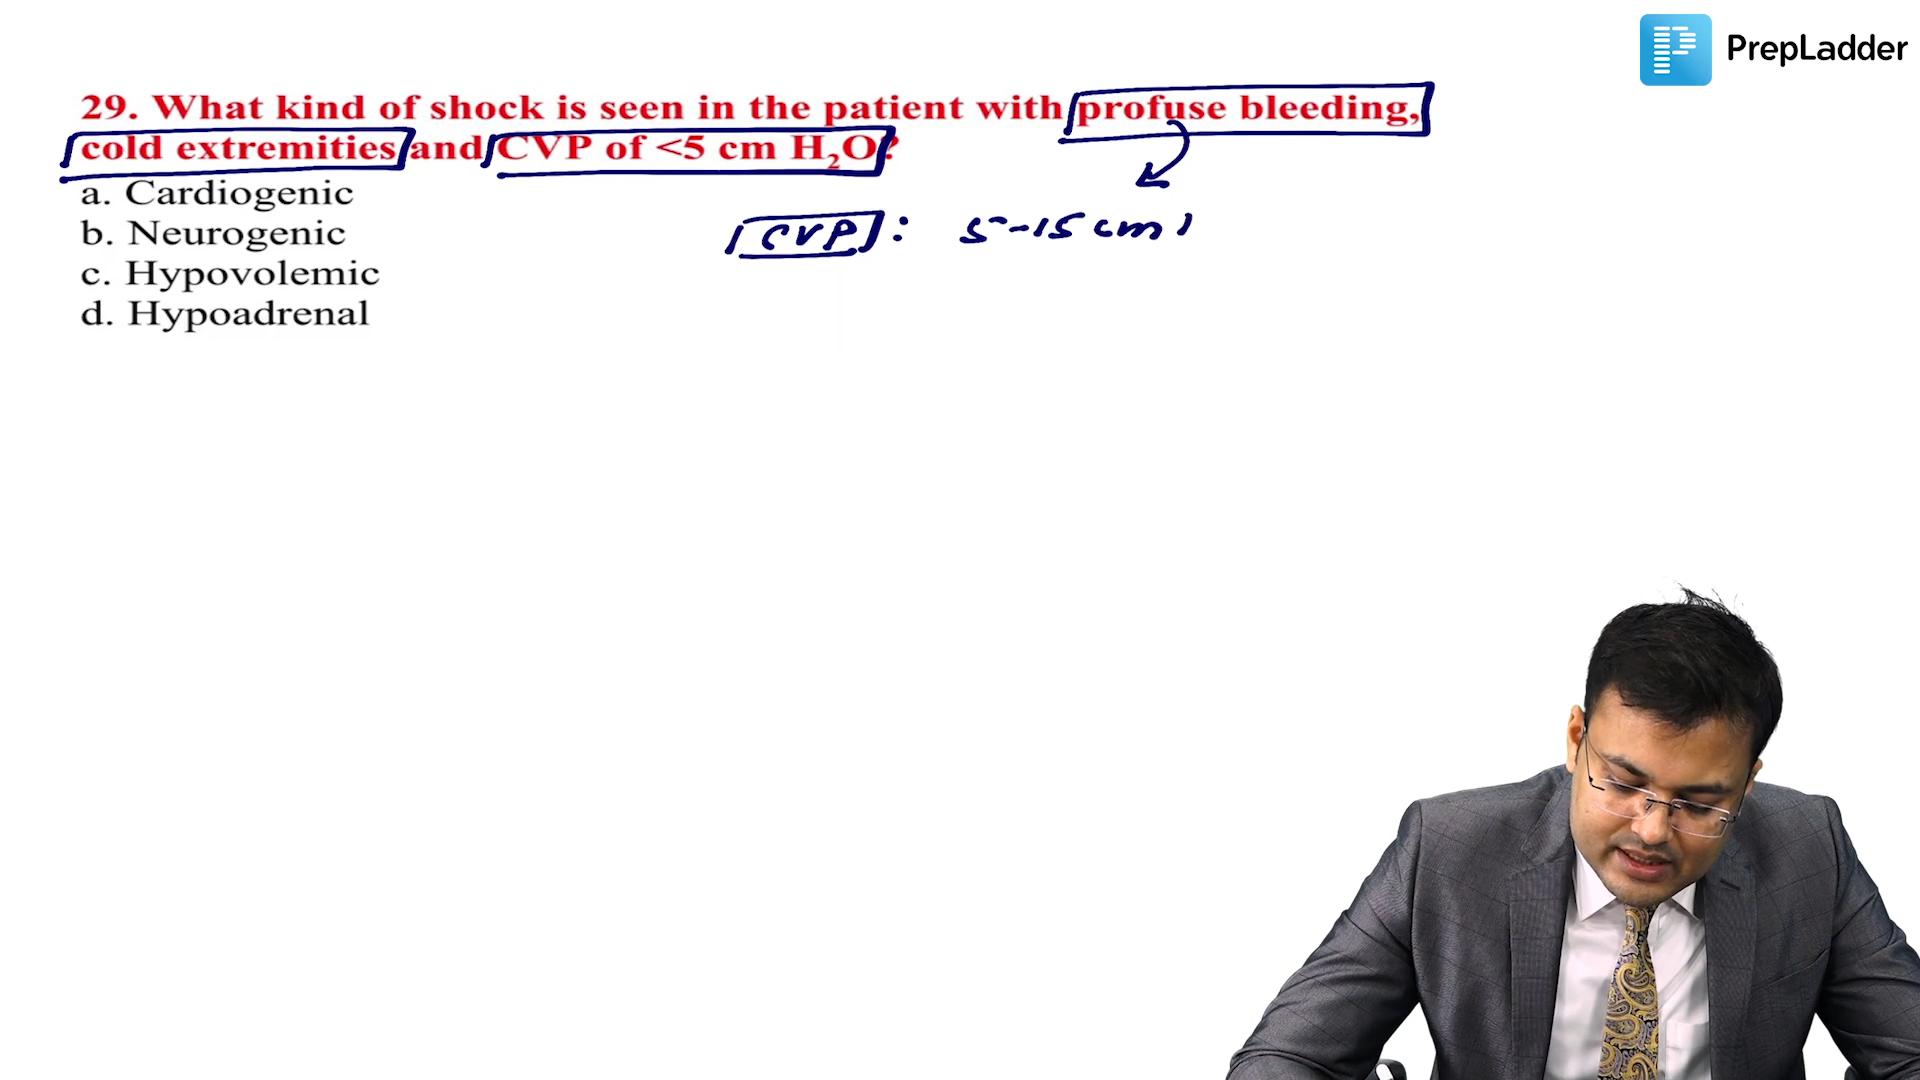 PrepLadder
29. What kind of shock is seen in the patient with profuse bleeding,
cold extremities and CVP of <5 cm H₂O?
a. Cardiogenic
b. Neurogenic
c. Hypovolemic
d. Hypoadrenal
CVP : 5-15 cm